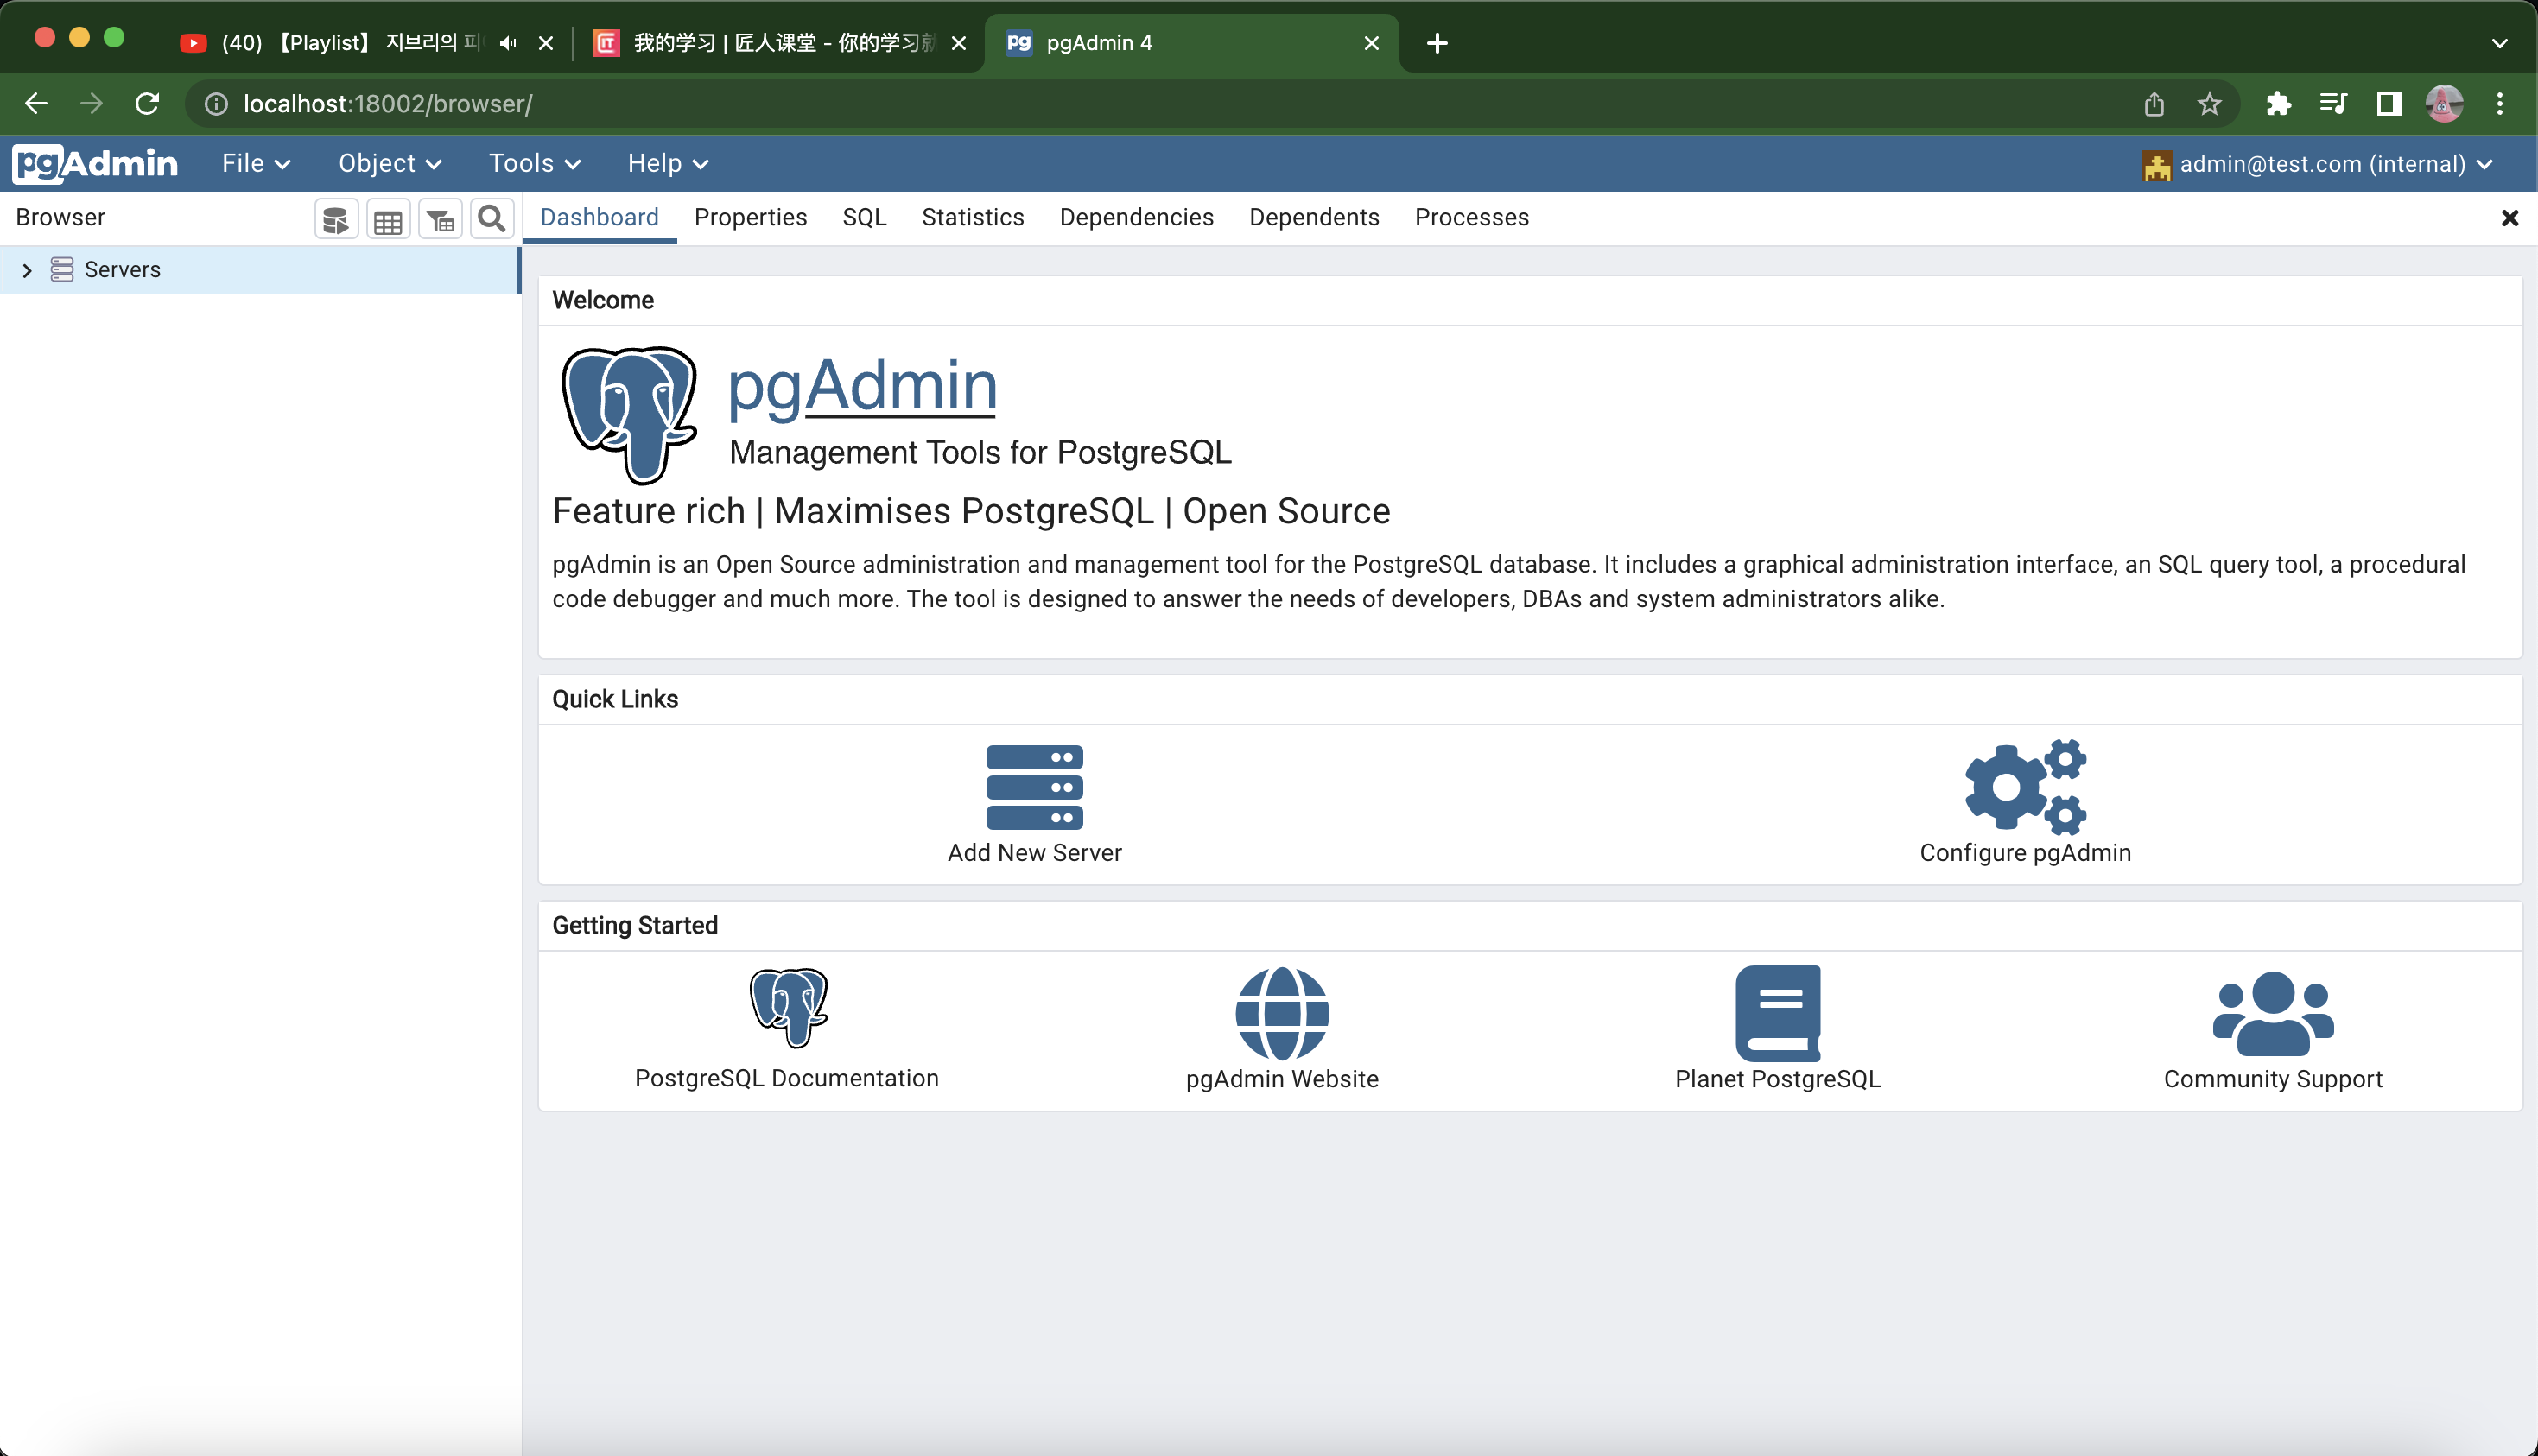 (40) 【Playlist】 지브리의
我的学习 | 匠人课堂 - 你的学习
pg pgAdmin 4
localhost:18002/browser/
pgAdmin File Object Tools Help admin@test.com (internal)
Browser Dashboard Properties SQL Statistics Dependencies Dependents Processes
Servers
Welcome
pgAdmin
Management Tools for PostgreSQL
Feature rich | Maximises PostgreSQL | Open Source
pgAdmin is an Open Source administration and management tool for the PostgreSQL database. It includes a graphical administration interface, an SQL query tool, a procedural
code debugger and much more. The tool is designed to answer the needs of developers, DBAs and system administrators alike.
Quick Links
Add New Server Configure pgAdmin
Getting Started
PostgreSQL Documentation pgAdmin Website Planet PostgreSQL Community Support